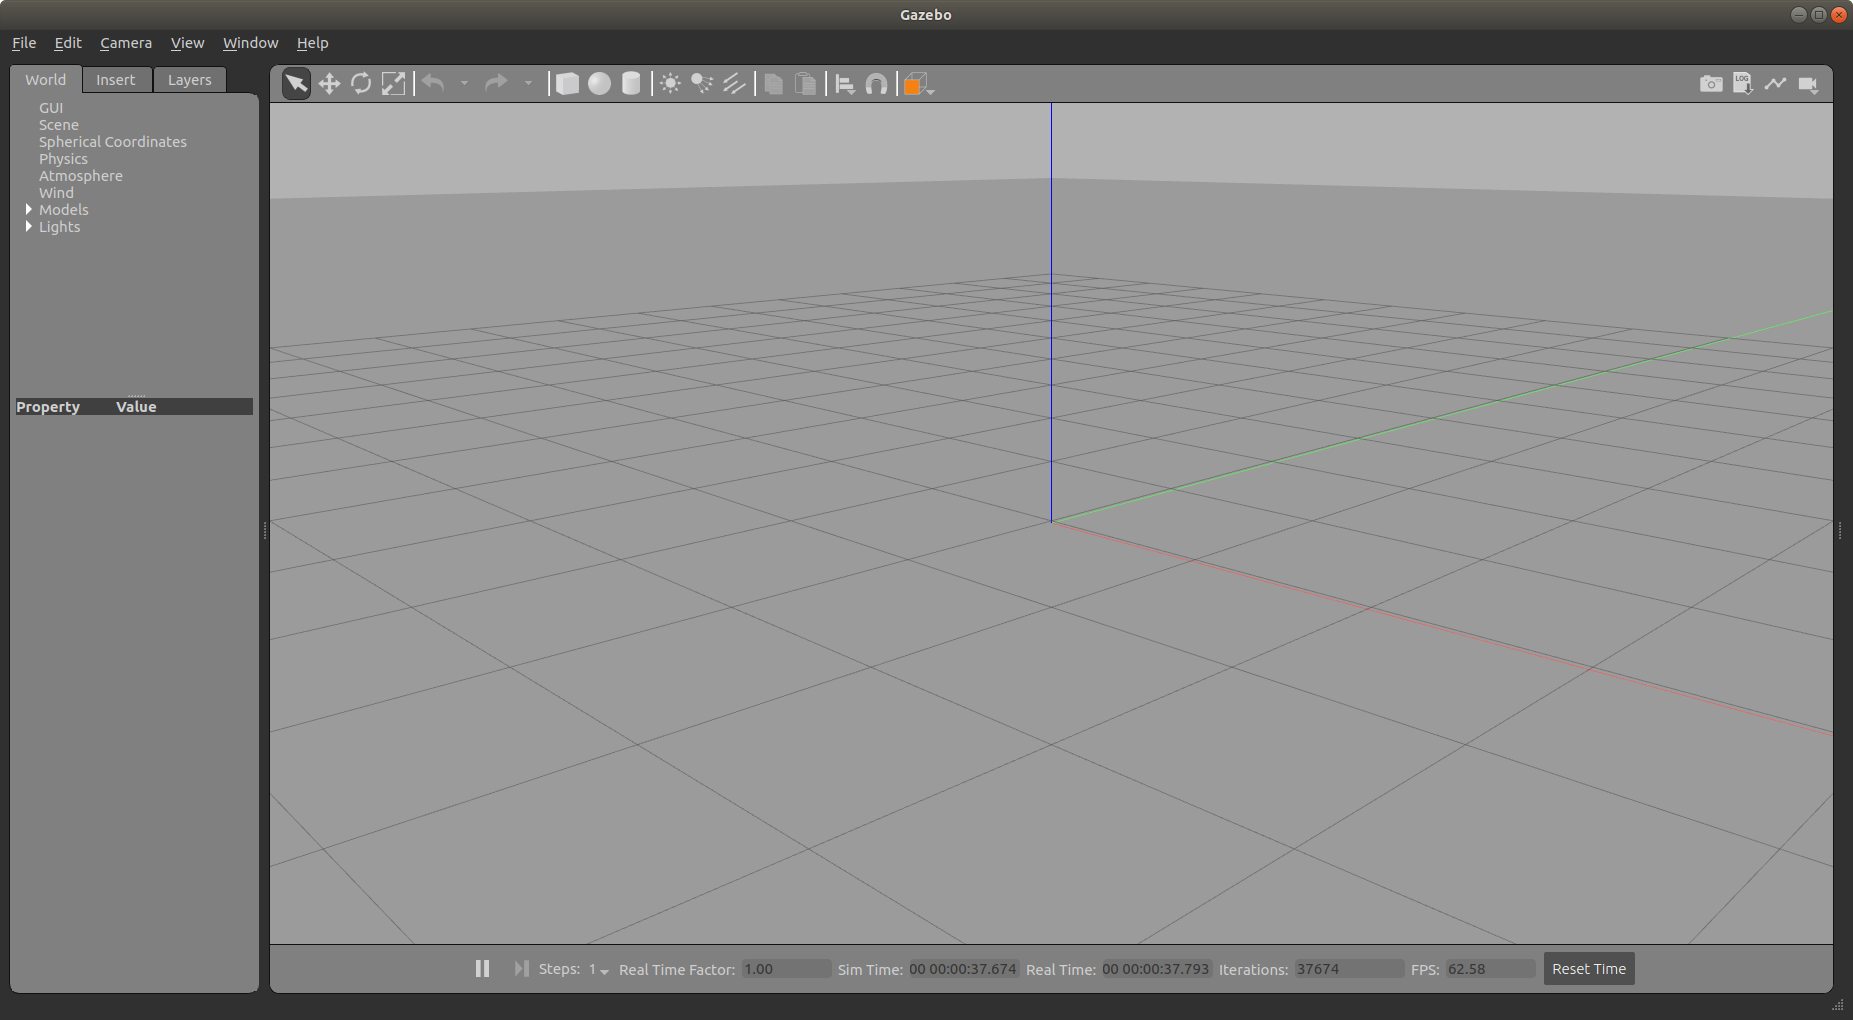 Gazebo
File Edit Camera View Window Help
World Insert Layers
LOG
GUI
Scene
Spherical Coordinates
Physics
Atmosphere
Wind
Models
Lights
Property Value
Steps: 1 Real Time Factor: 1.00 Sim Time: 00 00:00:37.674 Real Time: 00 00:00:37.793 Iterations: 37674 FPS: 62.58 Reset Time